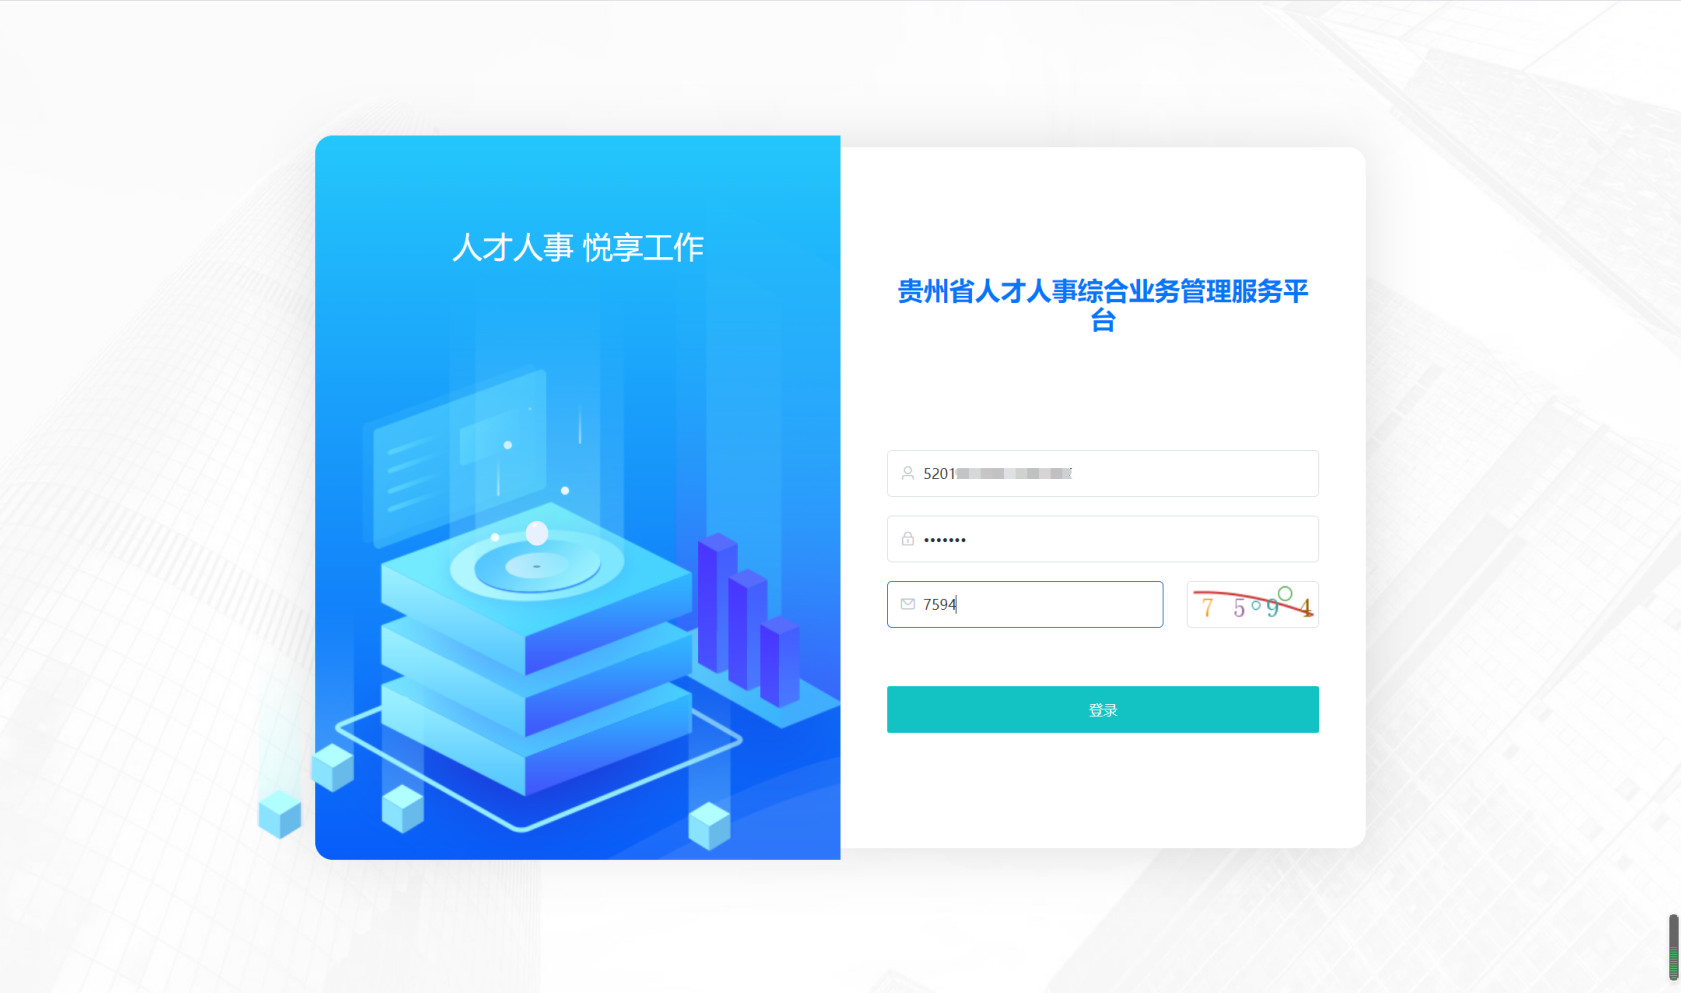 人才人事 悦享工作
贵州省人才人事综合业务管理服务平
台
5201
•••••••
7594
7 5 9 4
登录